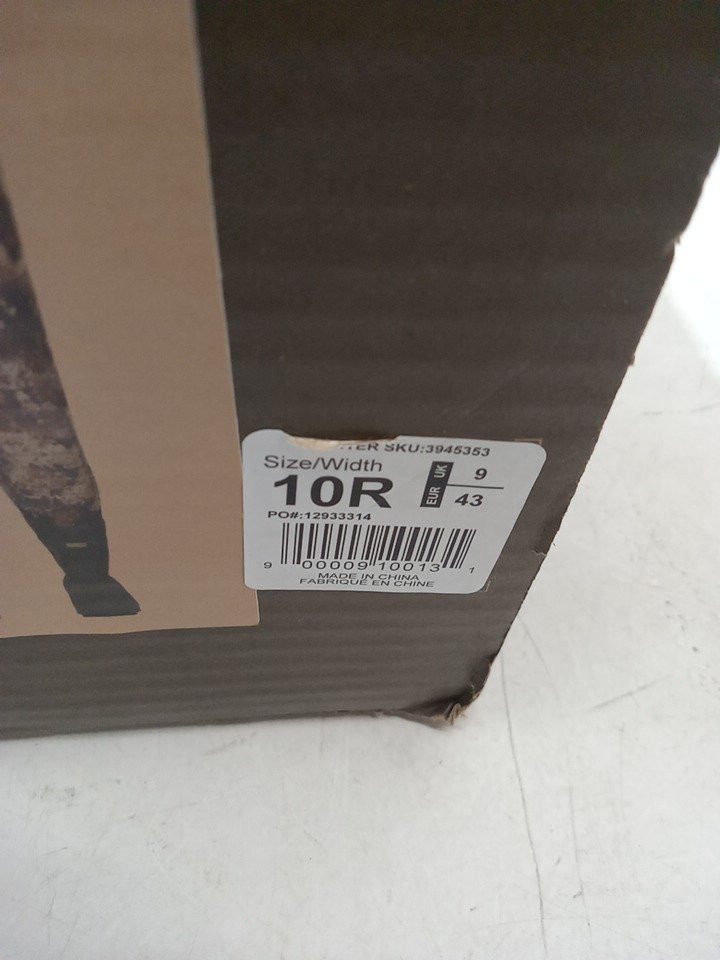 SKU:3945353
Size/Width
10R
UK 9
EUR 43
PO#:12933314
9 00009 10013 1
MADE IN CHINA
FABRIQUÉ EN CHINE